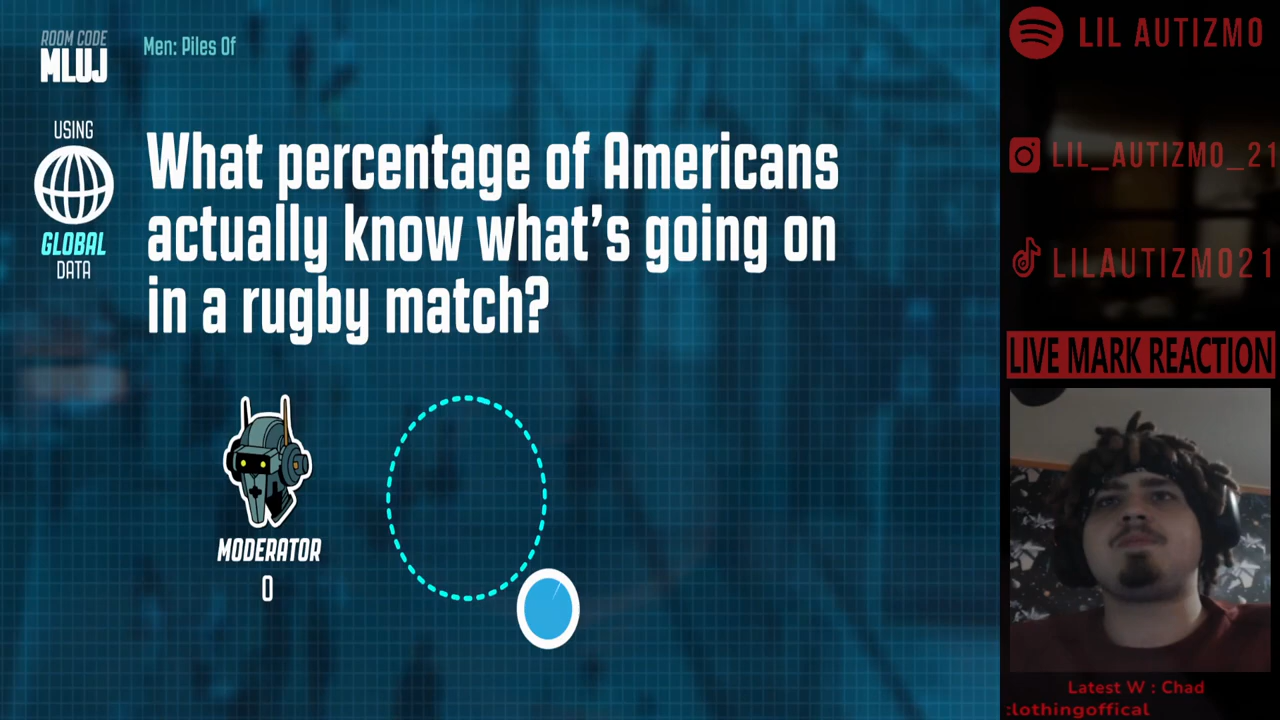 ROOM CODE
MLUJ
Men: Piles Of
USING
GLOBAL
DATA
What percentage of Americans
actually know what's going on
in a rugby match?
MODERATOR
0
LIL AUTIZMO
LIL_AUTIZMO_21
LILAUTIZMO21
LIVE MARK REACTION
Latest W : Chad
:lothingoffical